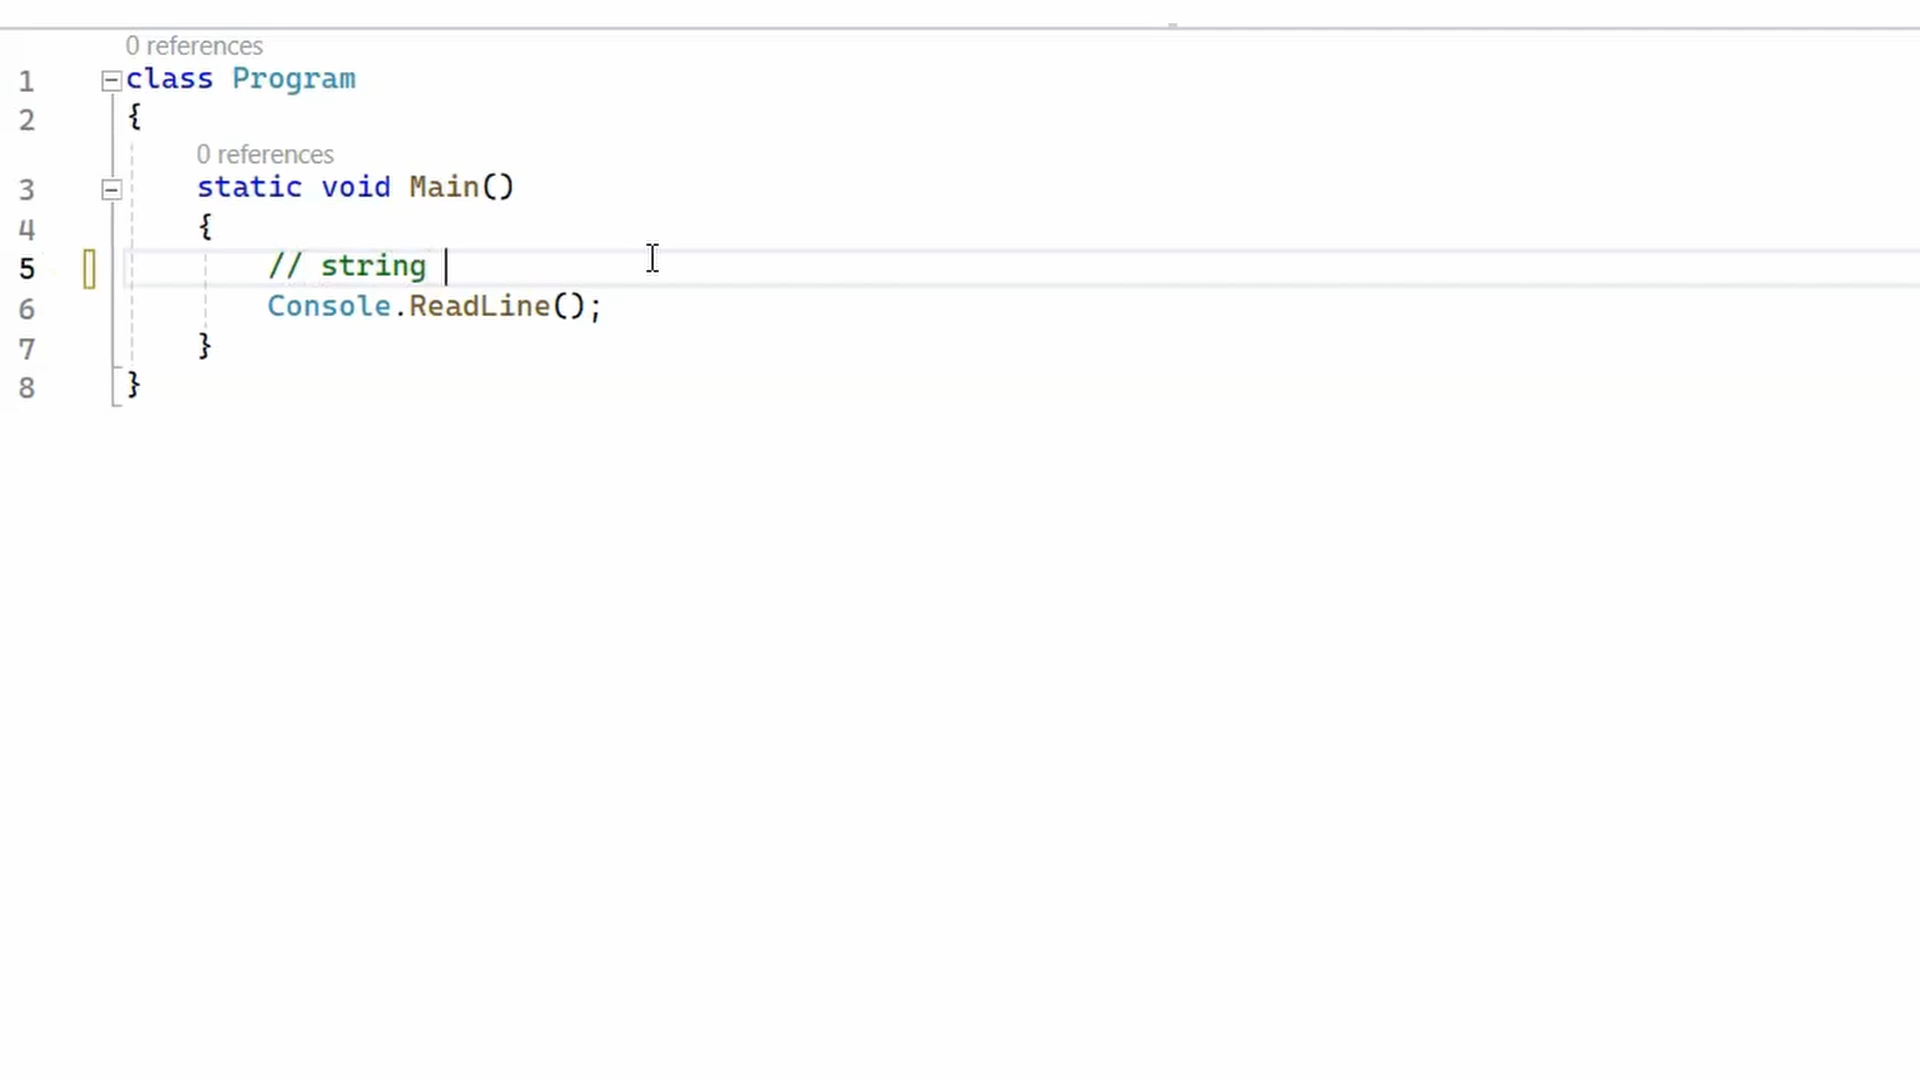 0 references
1 class Program
2 {
0 references
3 static void Main()
4 {
5 // string
6 Console.ReadLine();
7 }
8 }